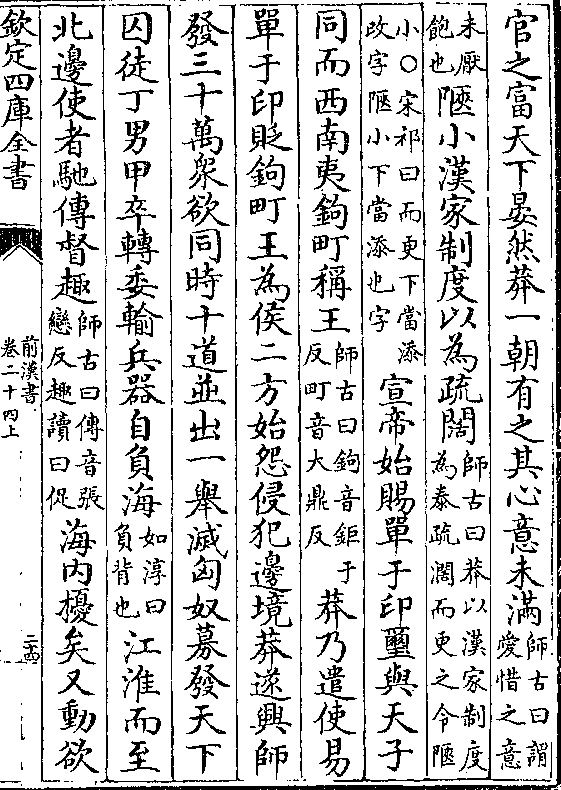 官之富天下晏然莽一朝有之其心意未滿師古曰謂愛惜之意
未厭飽也陿小漢家制度以為疏闊師古曰莽以漢家制度為泰疏濶而更之令陿
小○宋祁曰而更下當添改字陿小下當添也字宣帝始賜單于印璽與天子
同而西南夷鉤町稱王師古曰鉤音鉅于反町音大鼎反莽乃遣使易
單于印貶鉤町王為侯二方始怨侵犯邊境莽遂興師
發三十萬衆欲同時十道並出一舉滅匈奴募發天下
囚徒丁男甲卒轉委輸兵器自負海如淳曰負背也江淮而至
北邊使者馳傳督趣師古曰傳音張戀反趣讀曰促海内擾矣又動欲
欽定四庫全書
前漢書
卷二十四上
二十四